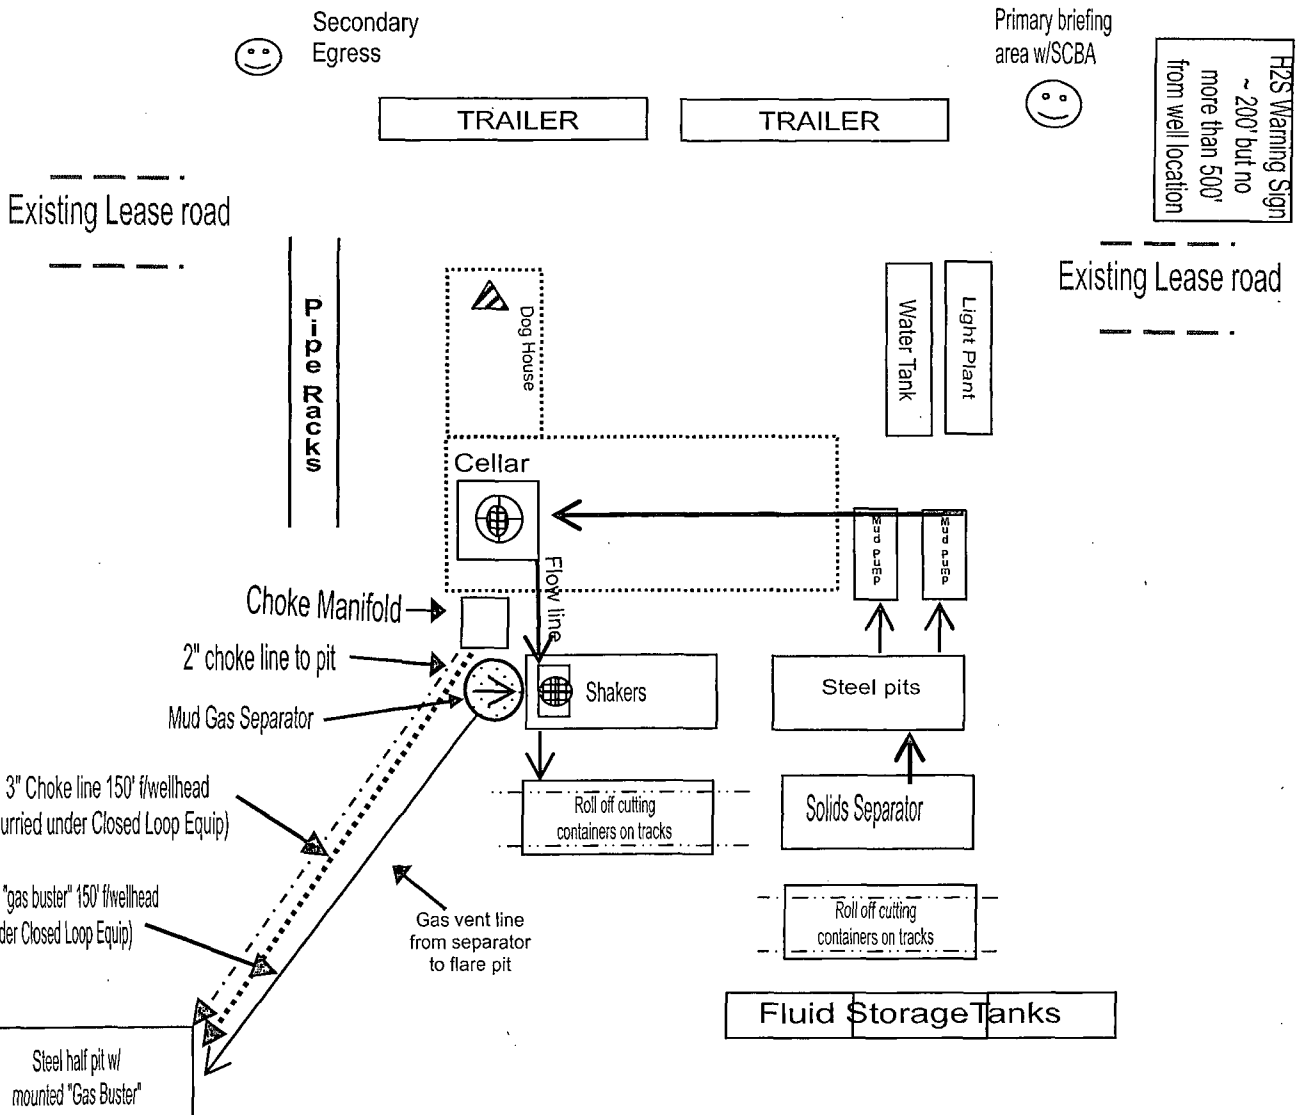 Secondary
Egress
Primary briefing
area w/SCBA
H2S Warning Sign
~ 200' but no
more than 500'
from well location
TRAILER
TRAILER
Existing Lease road
Existing Lease road
Pipe Racks
Dog House
Water Tank
Light Plant
Cellar
Mud Pump
Mud Pump
Flow line
Choke Manifold
2" choke line to pit
Mud Gas Separator
Shakers
Steel pits
3" Choke line 150' f/wellhead
urried under Closed Loop Equip)
Roll off cutting
containers on tracks
Solids Separator
"gas buster" 150' f/wellhead
der Closed Loop Equip)
Gas vent line
from separator
to flare pit
Roll off cutting
containers on tracks
Fluid StorageTanks
Steel half pit w/
mounted "Gas Buster"